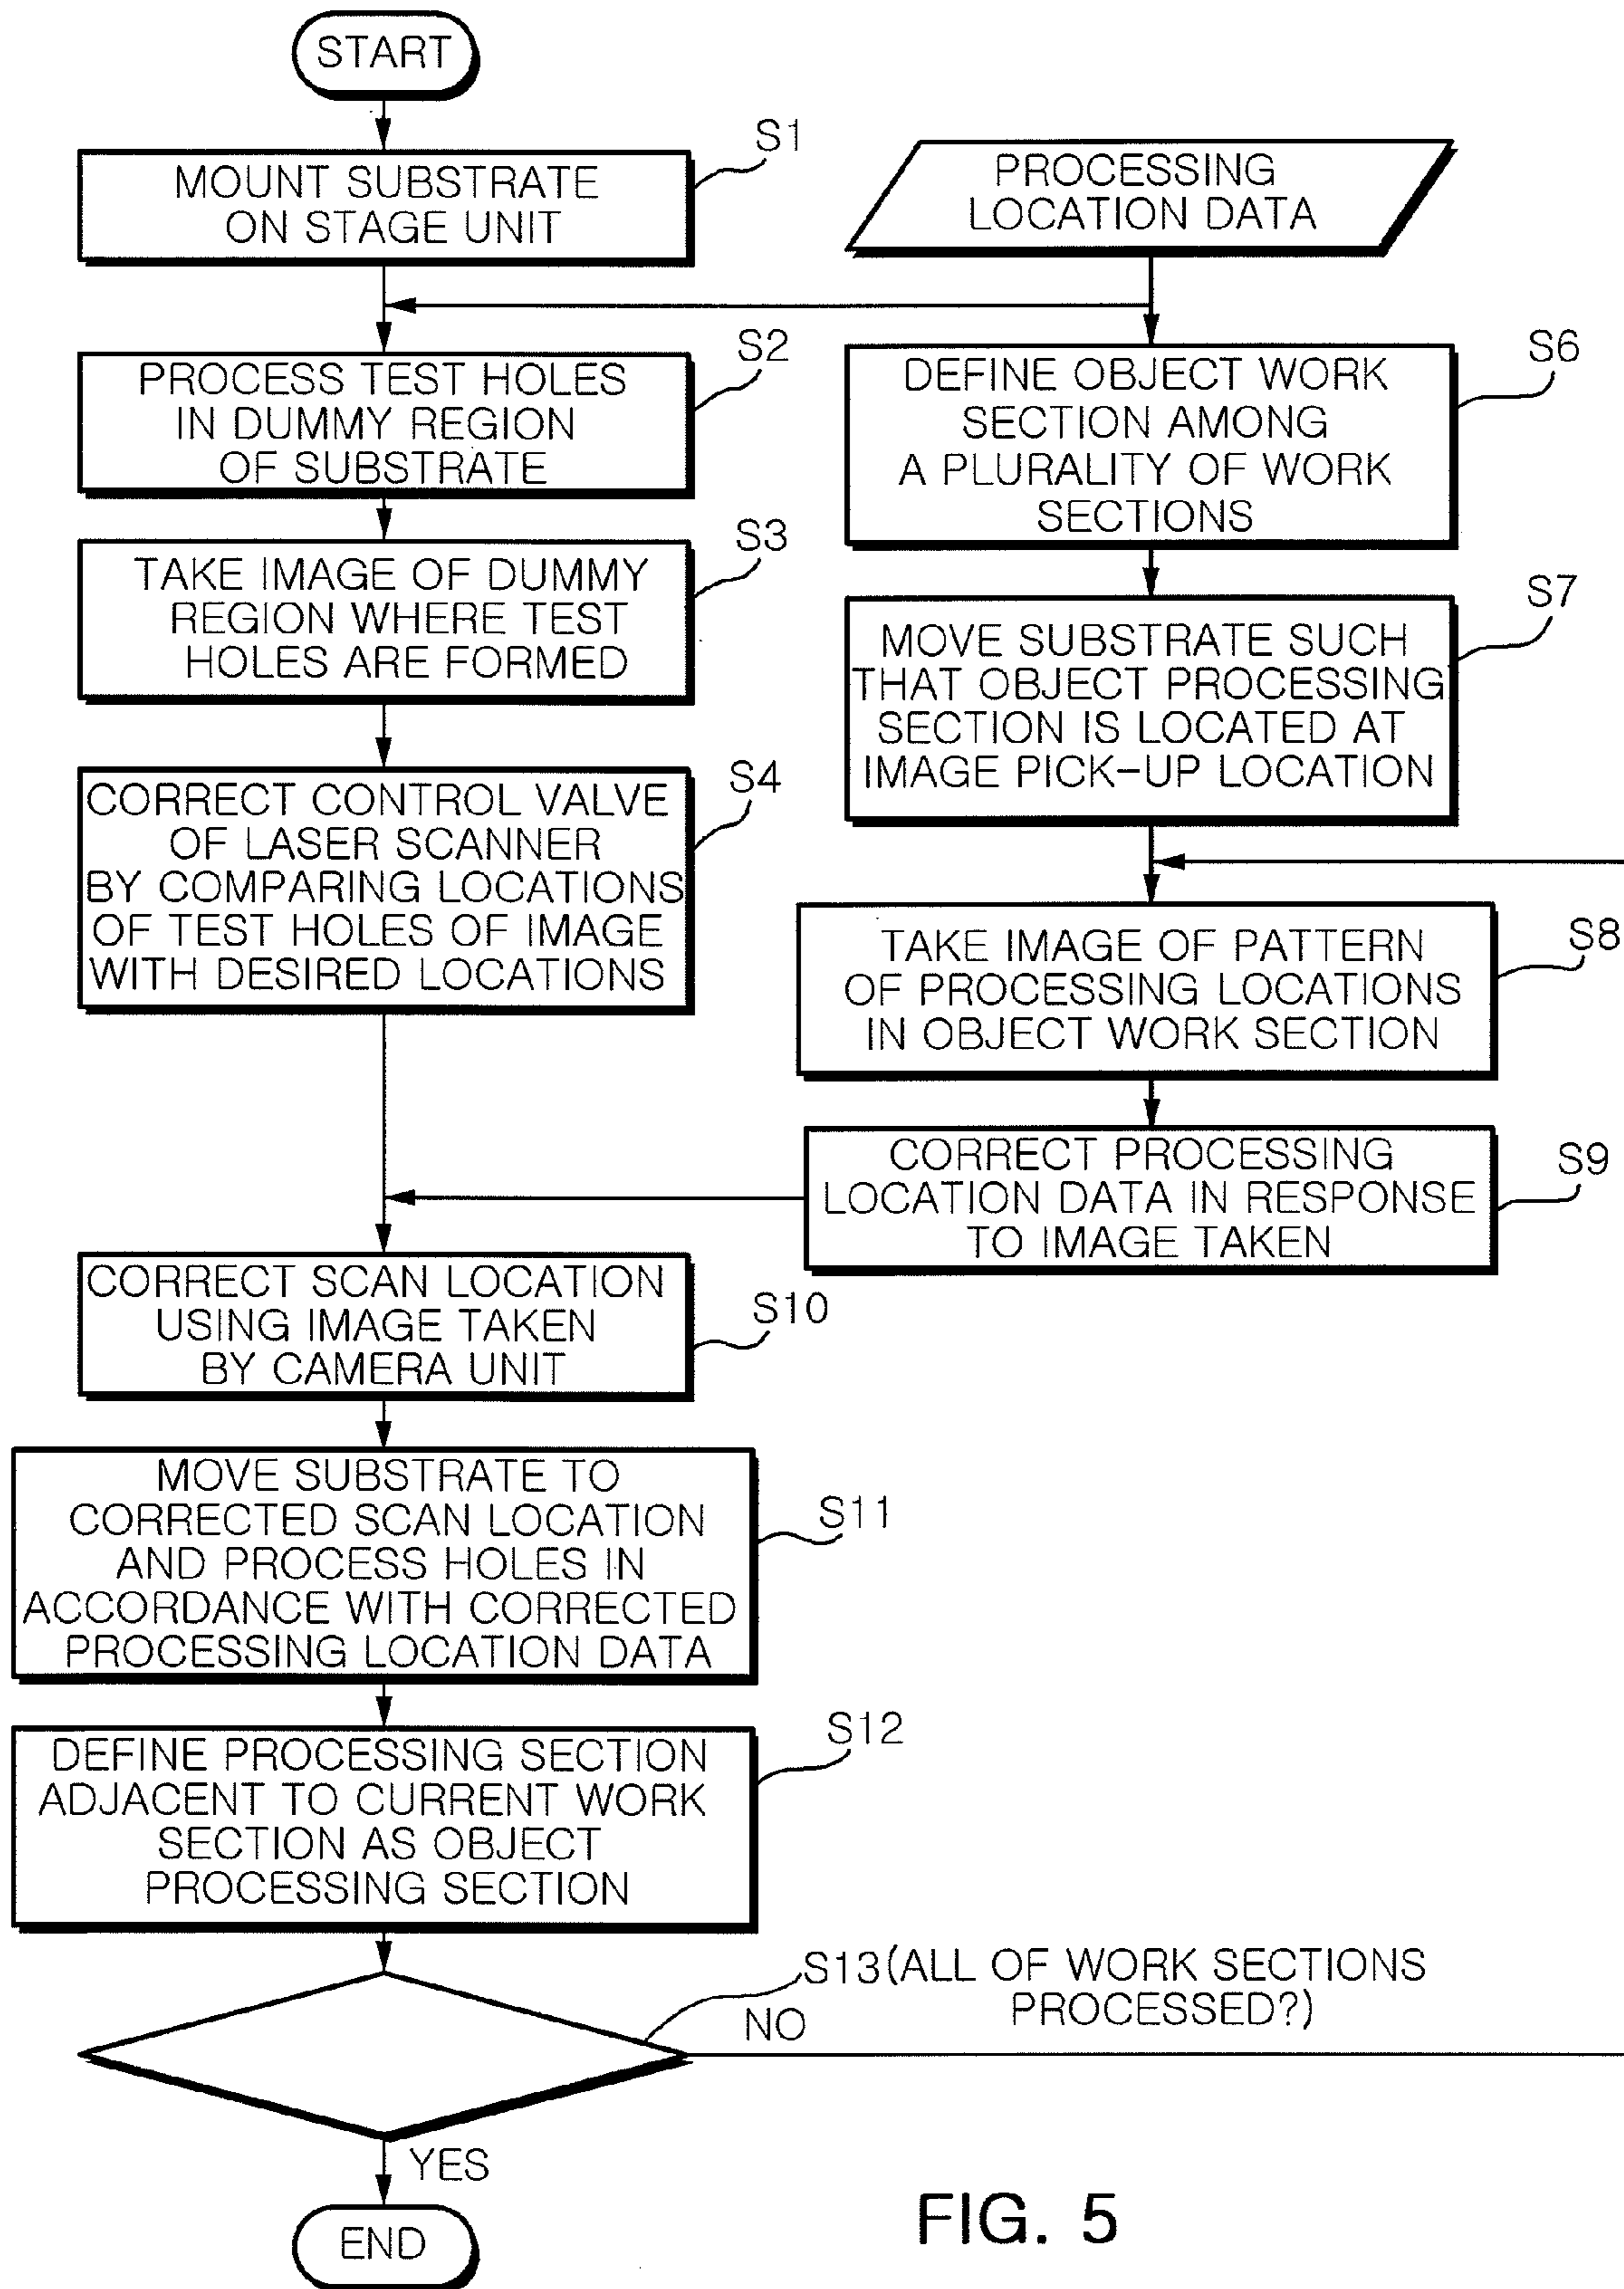 START
S1
MOUNT SUBSTRATE
ON STAGE UNIT
PROCESSING
LOCATION DATA
S2
PROCESS TEST HOLES
IN DUMMY REGION
OF SUBSTRATE
S6
DEFINE OBJECT WORK
SECTION AMONG
A PLURALITY OF WORK
SECTIONS
S3
TAKE IMAGE OF DUMMY
REGION WHERE TEST
HOLES ARE FORMED
S7
MOVE SUBSTRATE SUCH
THAT OBJECT PROCESSING
SECTION IS LOCATED AT
IMAGE PICK-UP LOCATION
S4
CORRECT CONTROL VALVE
OF LASER SCANNER
BY COMPARING LOCATIONS
OF TEST HOLES OF IMAGE
WITH DESIRED LOCATIONS
S8
TAKE IMAGE OF PATTERN
OF PROCESSING LOCATIONS
IN OBJECT WORK SECTION
S9
CORRECT PROCESSING
LOCATION DATA IN RESPONSE
TO IMAGE TAKEN
S10
CORRECT SCAN LOCATION
USING IMAGE TAKEN
BY CAMERA UNIT
S11
MOVE SUBSTRATE TO
CORRECTED SCAN LOCATION
AND PROCESS HOLES IN
ACCORDANCE WITH CORRECTED
PROCESSING LOCATION DATA
S12
DEFINE PROCESSING SECTION
ADJACENT TO CURRENT WORK
SECTION AS OBJECT
PROCESSING SECTION
S13(ALL OF WORK SECTIONS
PROCESSED?)
NO
YES
END
FIG. 5